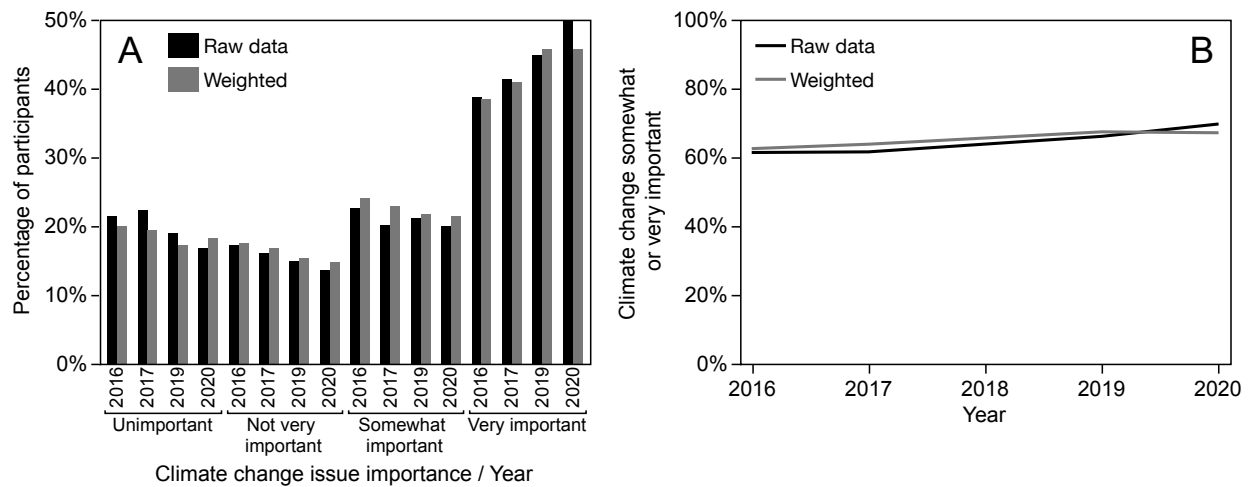 A
Raw data
Weighted
Percentage of participants
50%
40%
30%
20%
10%
0%
2016 2017 2019 2020 2016 2017 2019 2020 2016 2017 2019 2020 2016 2017 2019 2020
Unimportant
Not very
important
Somewhat
important
Very important
Climate change issue importance / Year
B
Raw data
Weighted
Climate change somewhat
or very important
100%
80%
60%
40%
20%
0%
2016 2017 2018 2019 2020
Year